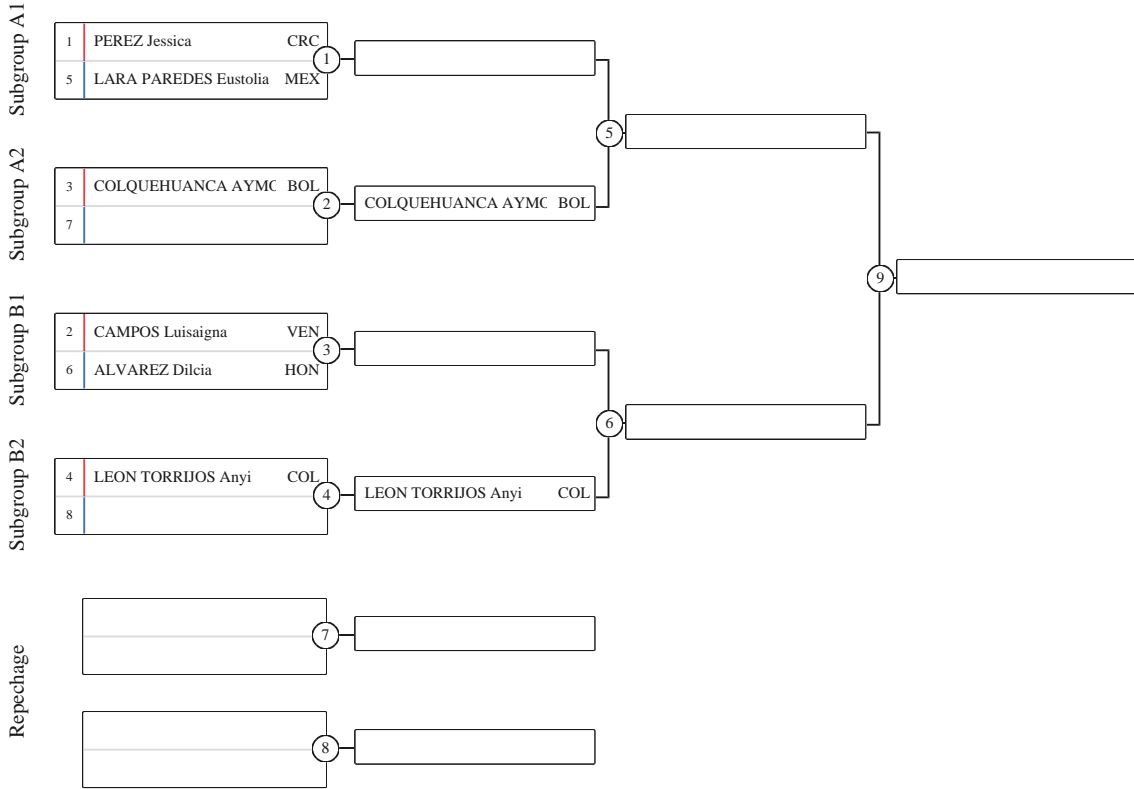 Subgroup A1
1 PEREZ Jessica CRC
5 LARA PAREDES Eustolia MEX
1
5
Subgroup A2
3 COLQUEHUANCA AYMC BOL
7
2
COLQUEHUANCA AYMC BOL
9
Subgroup B1
2 CAMPOS Luisaigna VEN
6 ALVAREZ Dilcia HON
3
6
Subgroup B2
4 LEON TORRIJOS Anyi COL
8
4
LEON TORRIJOS Anyi COL
Repechage
7
8